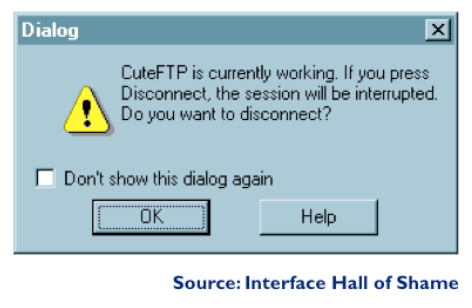 Dialog
CuteFTP is currently working. If you press
Disconnect, the session will be interrupted.
Do you want to disconnect?
Don't show this dialog again
OK Help
Source: Interface Hall of Shame